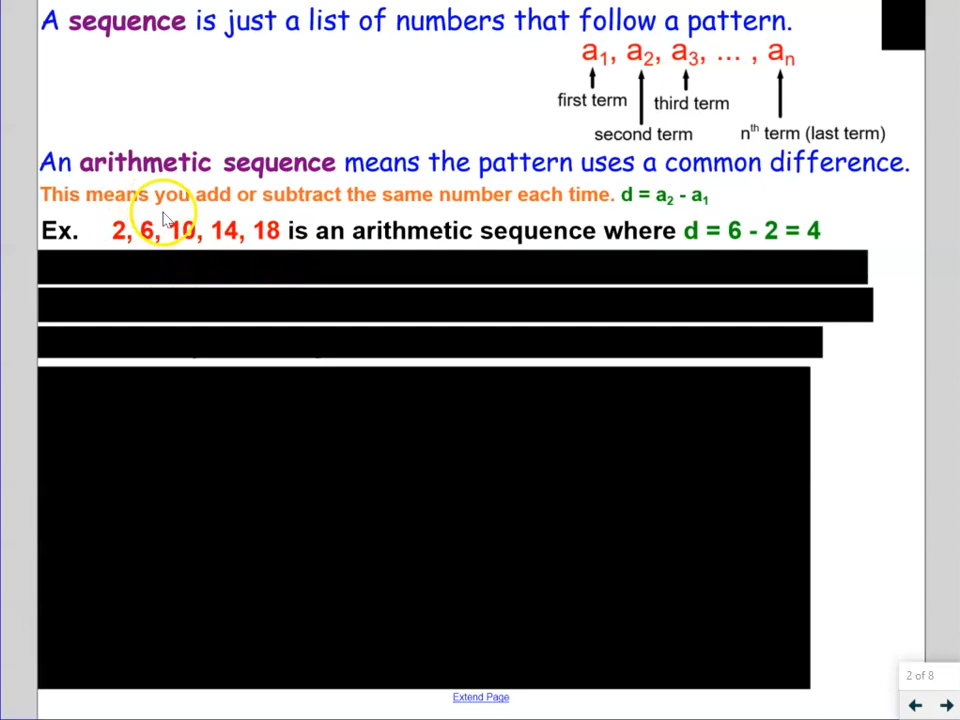 A sequence is just a list of numbers that follow a pattern.
a₁, a₂, a₃, ... , aₙ
first term third term
second term nᵗʰ term (last term)
An arithmetic sequence means the pattern uses a common difference.
This means you add or subtract the same number each time. d = a₂ - a₁
Ex. 2, 6, 10, 14, 18 is an arithmetic sequence where d = 6 - 2 = 4
2 of 8
Extend Page